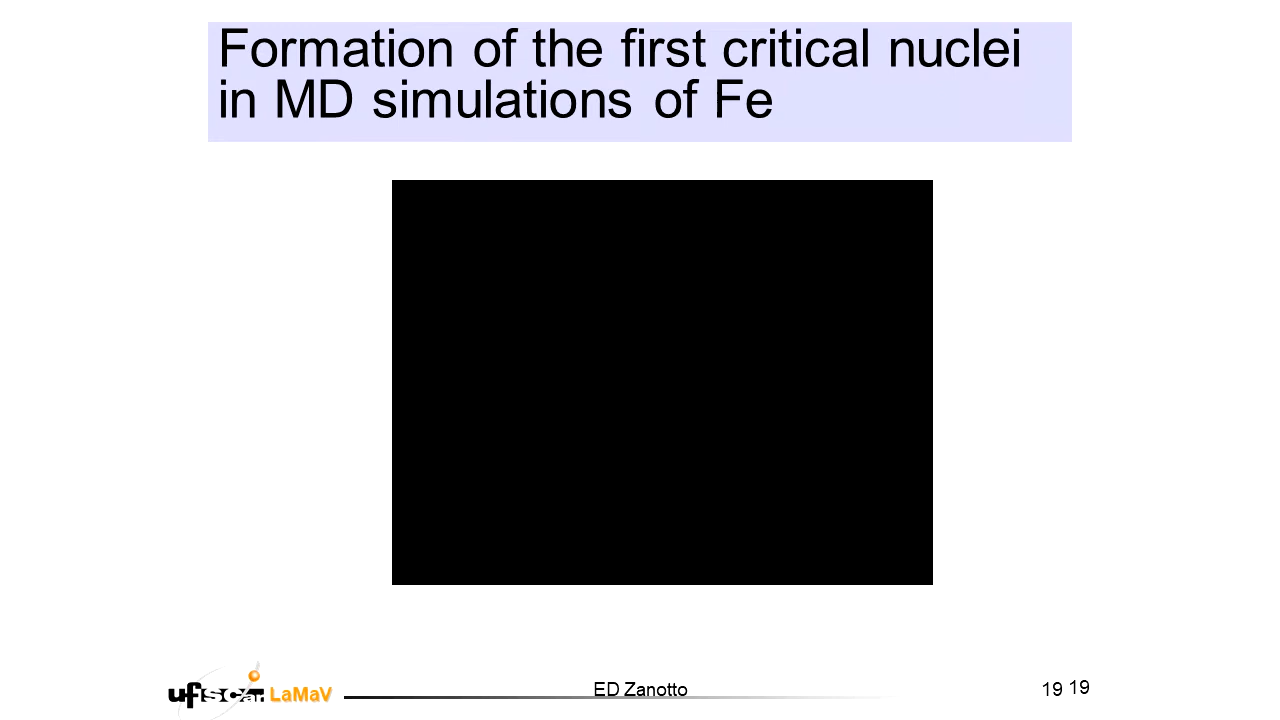 Formation of the first critical nuclei
in MD simulations of Fe
ufscar LaMaV
ED Zanotto
19 19